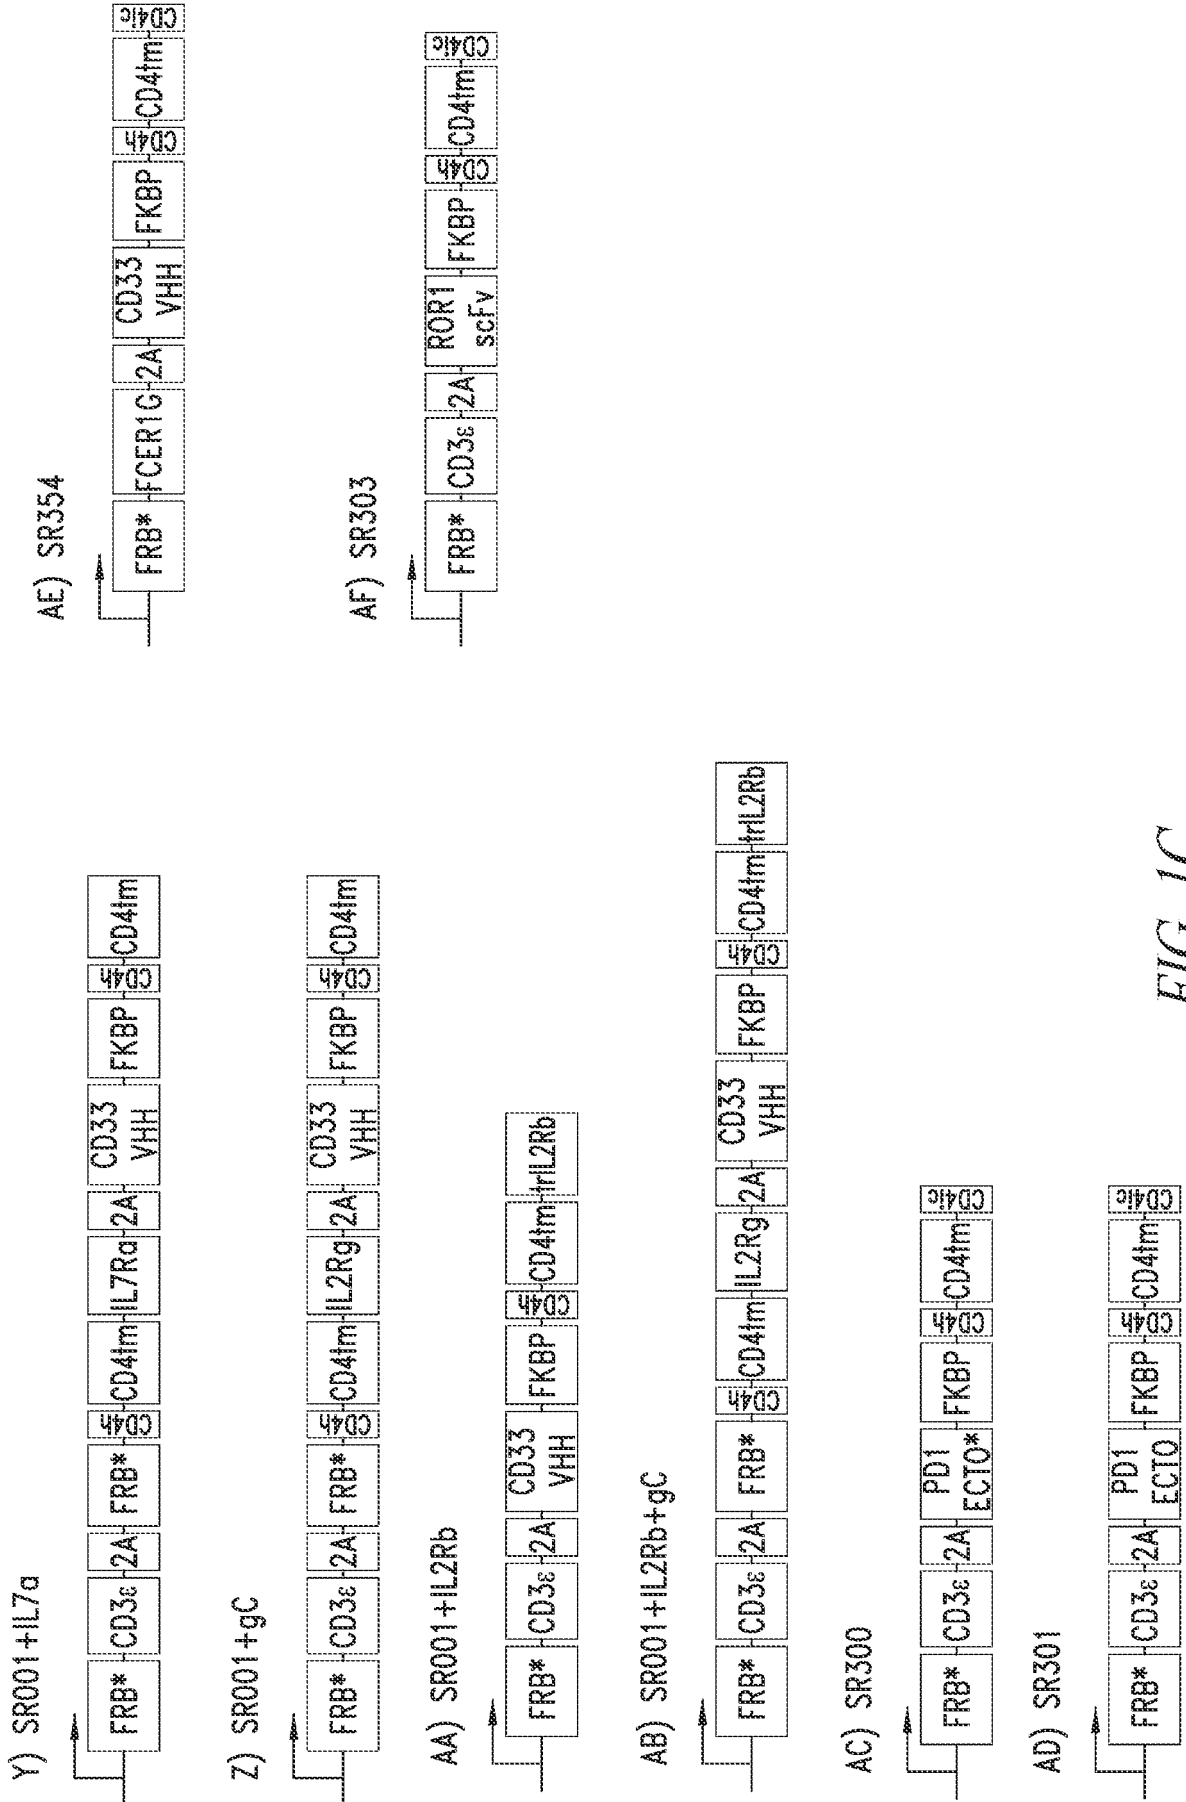 Y) SR001+IL7a
FRB* CD3ε 2A FRB* CD4h CD4tm IL7Ra 2A CD33 VHH FKBP CD4h CD4tm
Z) SR001+gC
FRB* CD3ε 2A FRB* CD4h CD4tm IL2Rg 2A CD33 VHH FKBP CD4h CD4tm
AA) SR001+IL2Rb
FRB* CD3ε 2A CD33 VHH FKBP CD4h CD4tm trIL2Rb
AB) SR001+IL2Rb+gC
FRB* CD3ε 2A FRB* CD4h CD4tm IL2Rg 2A CD33 VHH FKBP CD4h CD4tm trIL2Rb
AC) SR300
FRB* CD3ε 2A PD1 ECTO* FKBP CD4h CD4tm CD4ic
AD) SR301
FRB* CD3ε 2A PD1 ECTO FKBP CD4h CD4tm CD4ic
AE) SR354
FRB* FCER1G 2A CD33 VHH FKBP CD4h CD4tm CD4ic
AF) SR303
FRB* CD3ε 2A ROR1 scFv FKBP CD4h CD4tm CD4ic
FIG. 1C